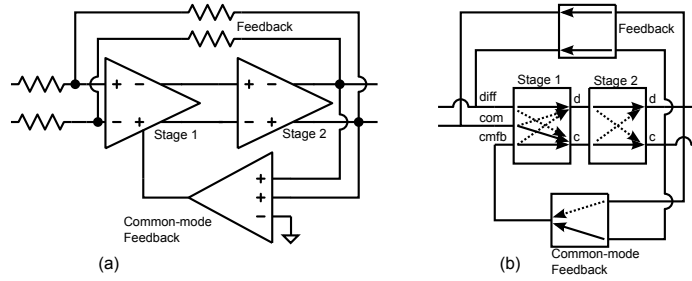 Feedback
+
−
+
−
−
+
−
+
Stage 1
Stage 2
+
+
−
Common-mode
Feedback
(a)
Feedback
Stage 1
Stage 2
diff
d
d
com
cmfb
c
c
Common-mode
Feedback
(b)